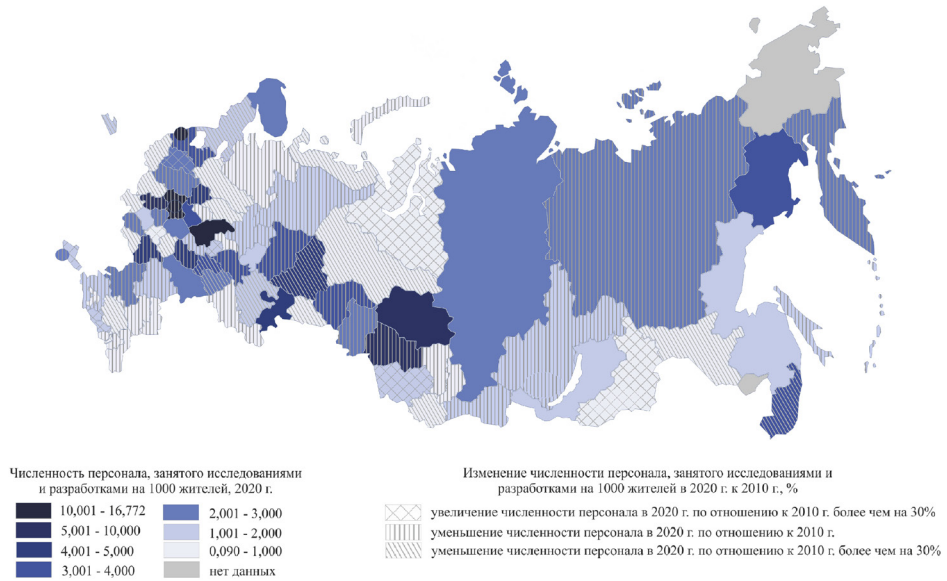 Численность персонала, занятого исследованиями
и разработками на 1000 жителей, 2020 г.
10,001 - 16,772
5,001 - 10,000
4,001 - 5,000
3,001 - 4,000
2,001 - 3,000
1,001 - 2,000
0,090 - 1,000
нет данных
Изменение численности персонала, занятого исследованиями и
разработками на 1000 жителей в 2020 г. к 2010 г., %
увеличение численности персонала в 2020 г. по отношению к 2010 г. более чем на 30%
уменьшение численности персонала в 2020 г. по отношению к 2010 г.
уменьшение численности персонала в 2020 г. по отношению к 2010 г. более чем на 30%